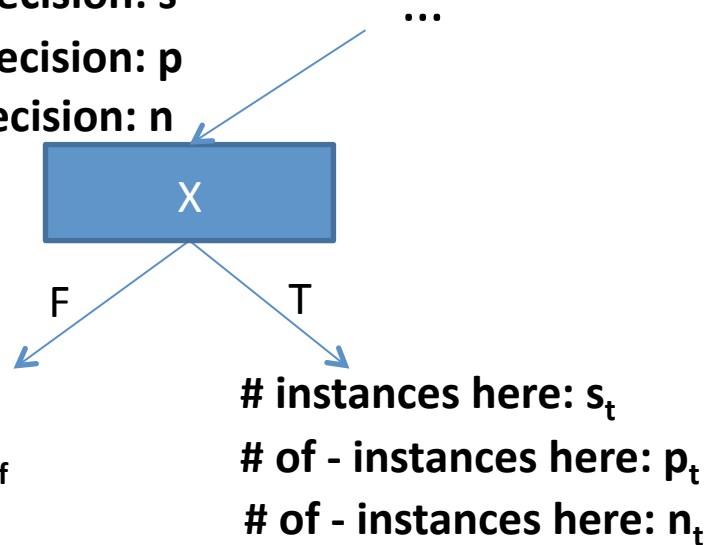 ecision: s
...
ecision: p
ecision: n
X
F
T
# instances here: sₜ
f
# of - instances here: pₜ
# of - instances here: nₜ